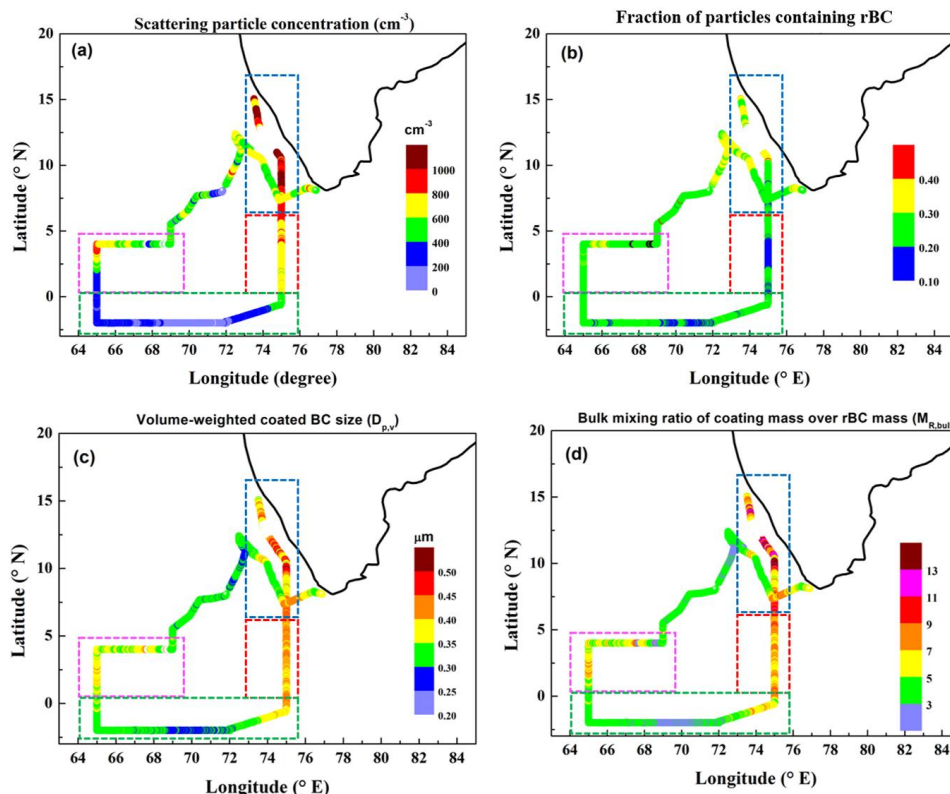 Scattering particle concentration (cm⁻³)
(a)
cm⁻³
1000
800
600
400
200
0
20
15
10
5
0
Latitude (° N)
64 66 68 70 72 74 76 78 80 82 84
Longitude (degree)
Fraction of particles containing rBC
(b)
0.40
0.30
0.20
0.10
20
15
10
5
0
Latitude (° N)
64 66 68 70 72 74 76 78 80 82 84
Longitude (° E)
Volume-weighted coated BC size (Dₚ,ᵥ)
(c)
μm
0.50
0.45
0.40
0.35
0.30
0.25
0.20
20
15
10
5
0
Latitude (° N)
64 66 68 70 72 74 76 78 80 82 84
Longitude (° E)
Bulk mixing ratio of coating mass over rBC mass (M_R,bul
(d)
13
11
9
7
5
3
20
15
10
5
0
Latitude (° N)
64 66 68 70 72 74 76 78 80 82 84
Longitude (° E)